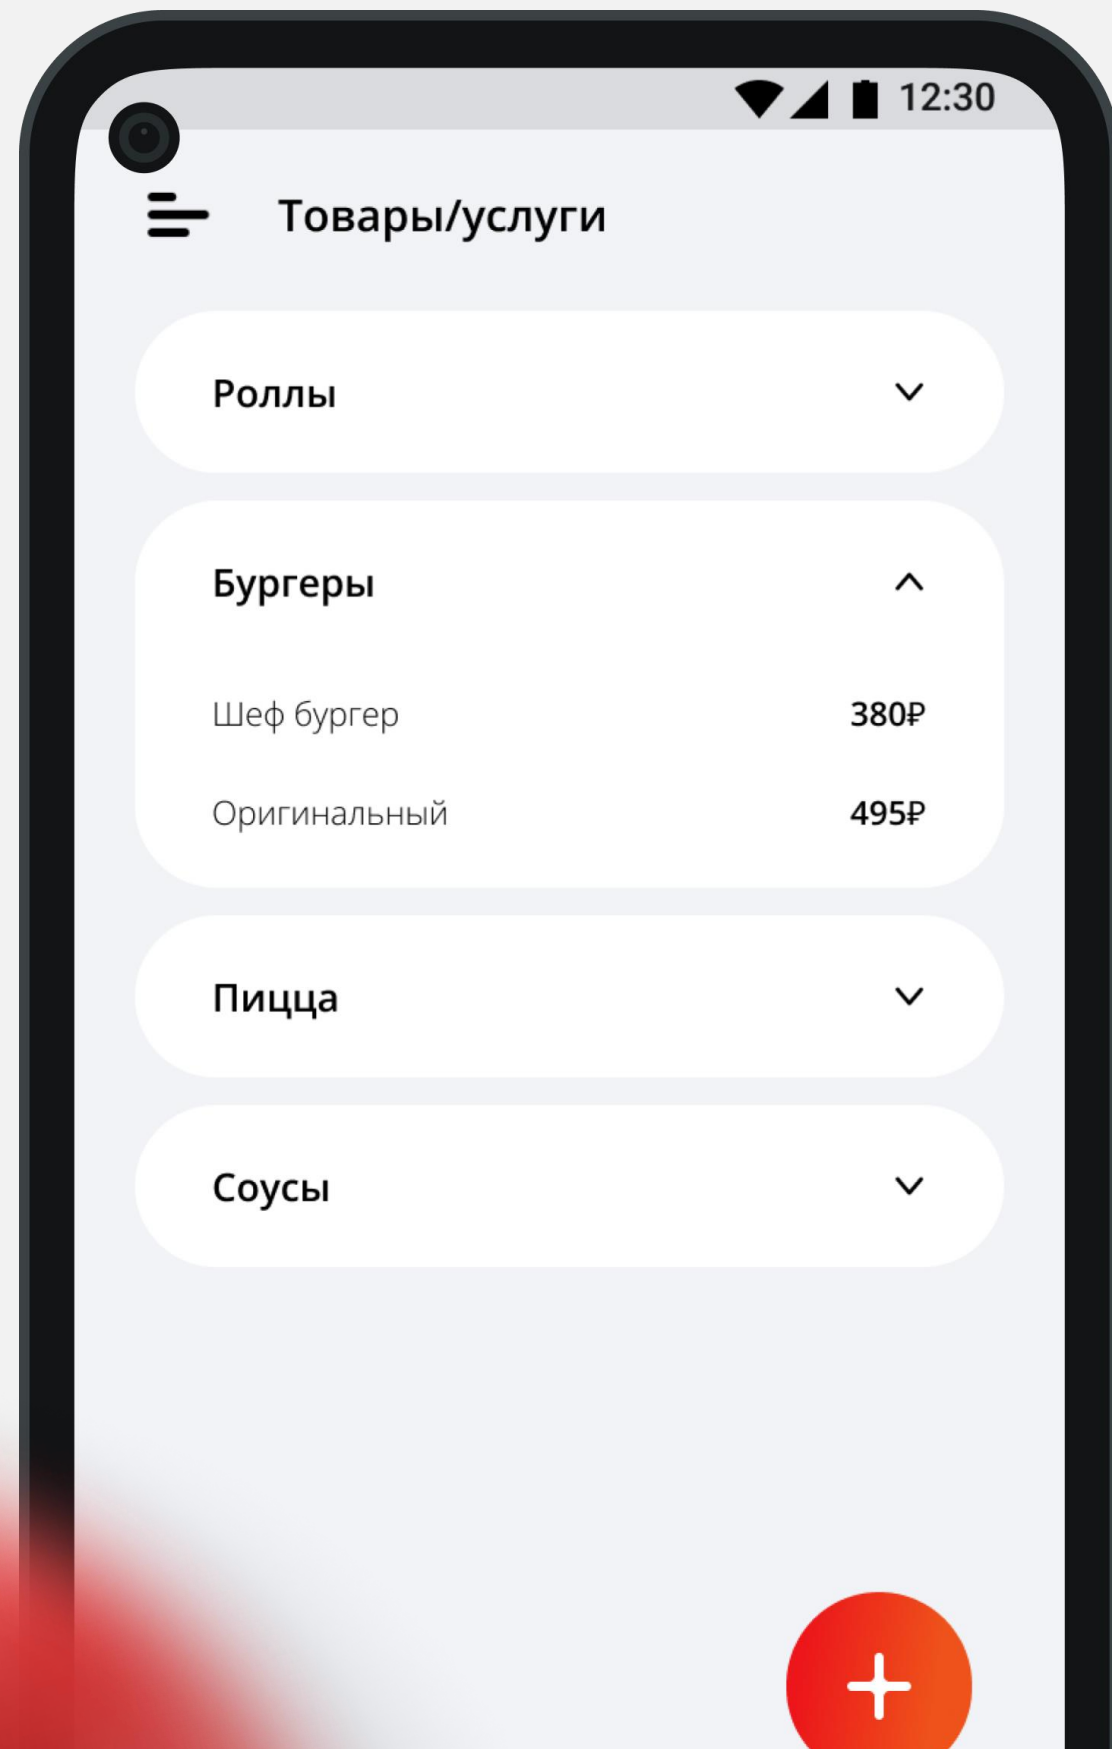 12:30
Товары/услуги
Роллы
Бургеры
Шеф бургер 380₽
Оригинальный 495₽
Пицца
Соусы